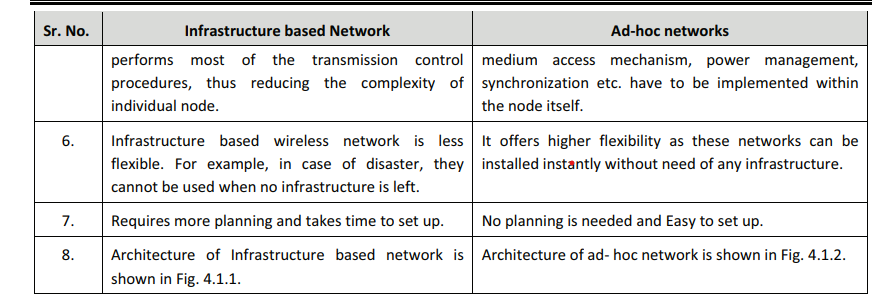 Sr. No. Infrastructure based Network Ad-hoc networks
performs most of the transmission control
procedures, thus reducing the complexity of
individual node.
medium access mechanism, power management,
synchronization etc. have to be implemented within
the node itself.
6. Infrastructure based wireless network is less
flexible. For example, in case of disaster, they
cannot be used when no infrastructure is left.
It offers higher flexibility as these networks can be
installed instantly without need of any infrastructure.
7. Requires more planning and takes time to set up. No planning is needed and Easy to set up.
8. Architecture of Infrastructure based network is
shown in Fig. 4.1.1.
Architecture of ad- hoc network is shown in Fig. 4.1.2.